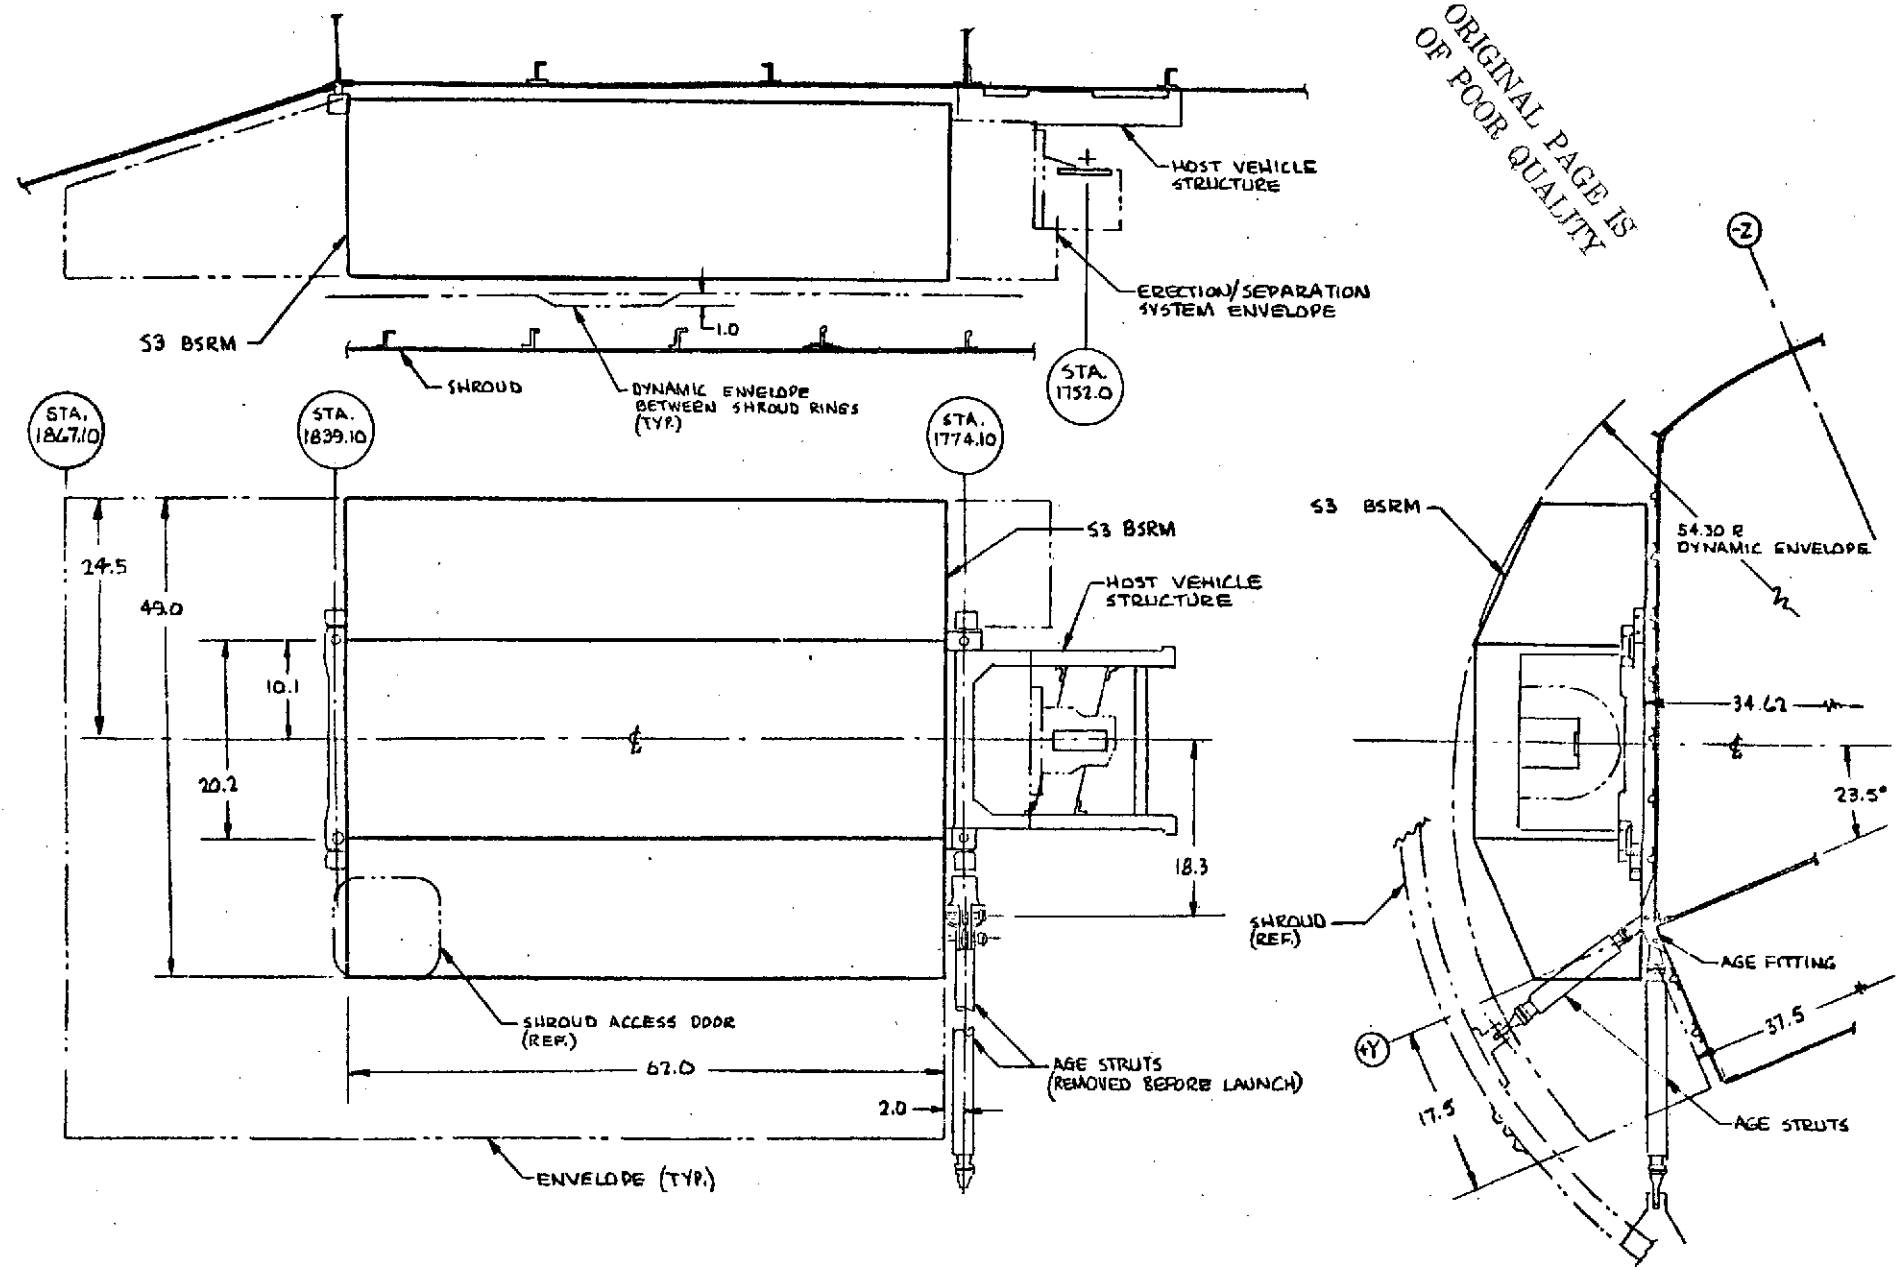 ORIGINAL PAGE IS
OF POOR QUALITY
HOST VEHICLE
STRUCTURE
-Z
ERECTION/SEPARATION
SYSTEM ENVELOPE
S3 BSRM
1.0
SHROUD
DYNAMIC ENVELOPE
BETWEEN SHROUD RINGS
(TYP.)
STA.
1752.0
STA.
1867.10
STA.
1839.10
STA.
1774.10
S3 BSRM
S3 BSRM
54.30 R
DYNAMIC ENVELOPE
24.5
49.0
HOST VEHICLE
STRUCTURE
10.1
34.62
20.2
23.5°
18.3
SHROUD
(REF.)
AGE FITTING
SHROUD ACCESS DOOR
(REF.)
37.5
+Y
62.0
AGE STRUTS
(REMOVED BEFORE LAUNCH)
2.0
17.5
AGE STRUTS
ENVELOPE (TYP.)